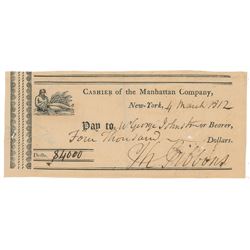 CASHIER of the Manhattan Company,
New-York, 4 March 1812
Pay to W George Johnston or Bearer,
Four Thousand Dollars.
Dolls. $4000 Th Gibbons